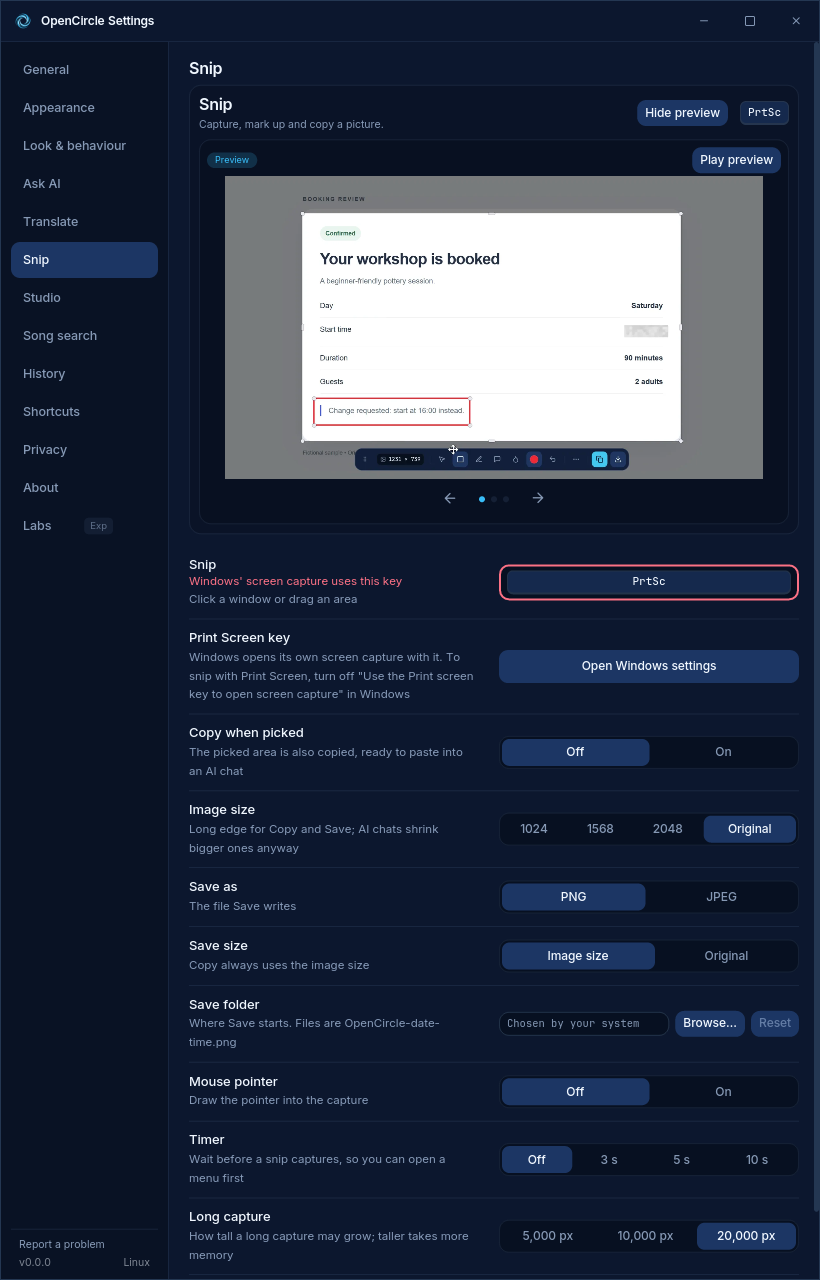 OpenCircle Settings
General
Appearance
Look & behaviour
Ask AI
Translate
Snip
Studio
Song search
History
Shortcuts
Privacy
About
Labs Exp
Report a problem
v0.0.0 Linux
Snip
Snip
Capture, mark up and copy a picture.
Hide preview PrtSc
Preview Play preview
BOOKING REVIEW
Confirmed
Your workshop is booked
A beginner-friendly pottery session
Day Saturday
Start time
Duration 90 minutes
Guests 2 adults
Change requested: start at 16:00 instead.
Fictional sample •
1231 × 739
Snip
Windows' screen capture uses this key
Click a window or drag an area
PrtSc
Print Screen key
Windows opens its own screen capture with it. To
snip with Print Screen, turn off "Use the Print screen
key to open screen capture" in Windows
Open Windows settings
Copy when picked
The picked area is also copied, ready to paste into
an AI chat
Off On
Image size
Long edge for Copy and Save; AI chats shrink
bigger ones anyway
1024 1568 2048 Original
Save as
The file Save writes
PNG JPEG
Save size
Copy always uses the image size
Image size Original
Save folder
Where Save starts. Files are OpenCircle-date-
time.png
Chosen by your system Browse... Reset
Mouse pointer
Draw the pointer into the capture
Off On
Timer
Wait before a snip captures, so you can open a
menu first
Off 3 s 5 s 10 s
Long capture
How tall a long capture may grow; taller takes more
memory
5,000 px 10,000 px 20,000 px